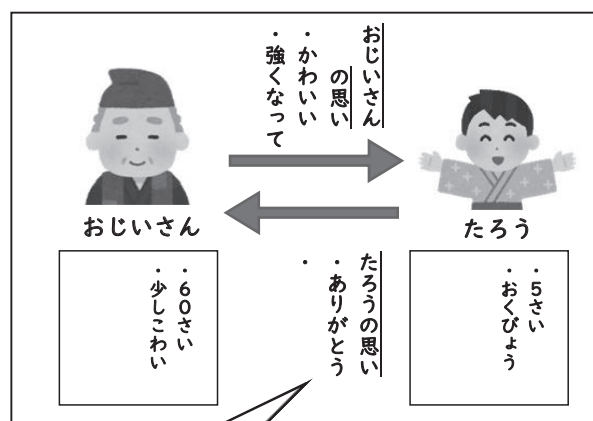 おじいさん
の思い
・かわいい
・強くなって
おじいさん
たろう
たろうの思い
・ありがとう
・
・5さい
・おくびょう
・60さい
・少しこわい